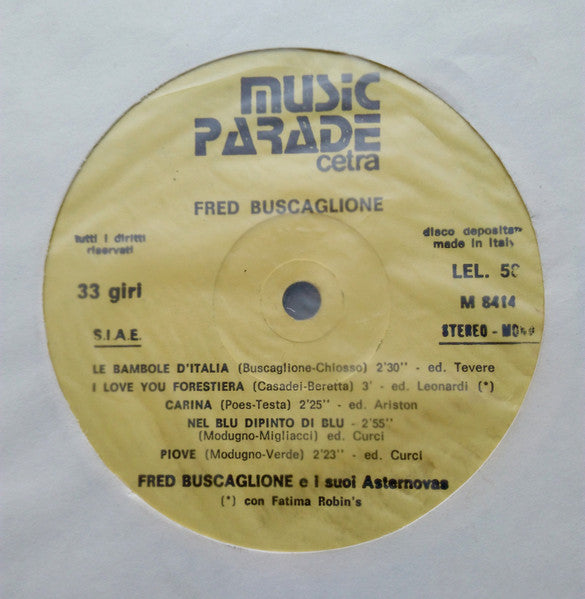 MUSIC
PARADE
cetra
FRED BUSCAGLIONE
tutti i diritti
riservati
disco depositato
made in Italy
33 giri
LEL. 5
M 8414
S.I.A.E.
STEREO - MONO
LE BAMBOLE D'ITALIA (Buscaglione-Chiosso) 2'30'' - ed. Tevere
I LOVE YOU FORESTIERA (Casadei-Beretta) 3' - ed. Leonardi (*)
CARINA (Poes-Testa) 2'25'' - ed. Ariston
NEL BLU DIPINTO DI BLU - 2'55''
(Modugno-Migliacci) ed. Curci
PIOVE (Modugno-Verde) 2'23'' - ed. Curci
FRED BUSCAGLIONE e i suoi Asternovas
(*) con Fatima Robin's